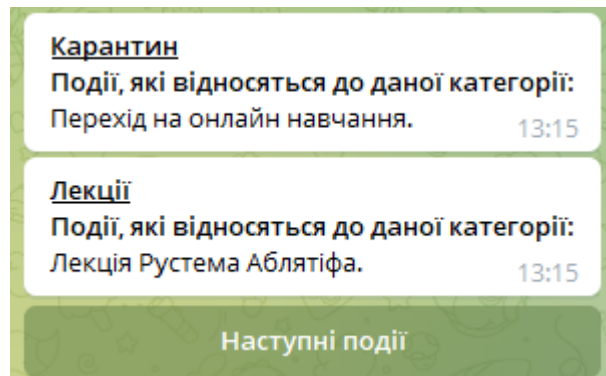 Карантин
Події, які відносяться до даної категорії:
Перехід на онлайн навчання.
13:15
Лекції
Події, які відносяться до даної категорії:
Лекція Рустема Аблятіфа.
13:15
Наступні події